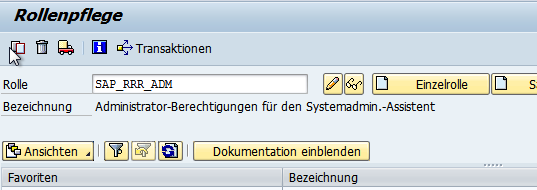 Rollenpflege
Transaktionen
Rolle SAP_RRR_ADM Einzelrolle
Bezeichnung Administrator-Berechtigungen für den Systemadmin.-Assistent
Ansichten Dokumentation einblenden
Favoriten Bezeichnung